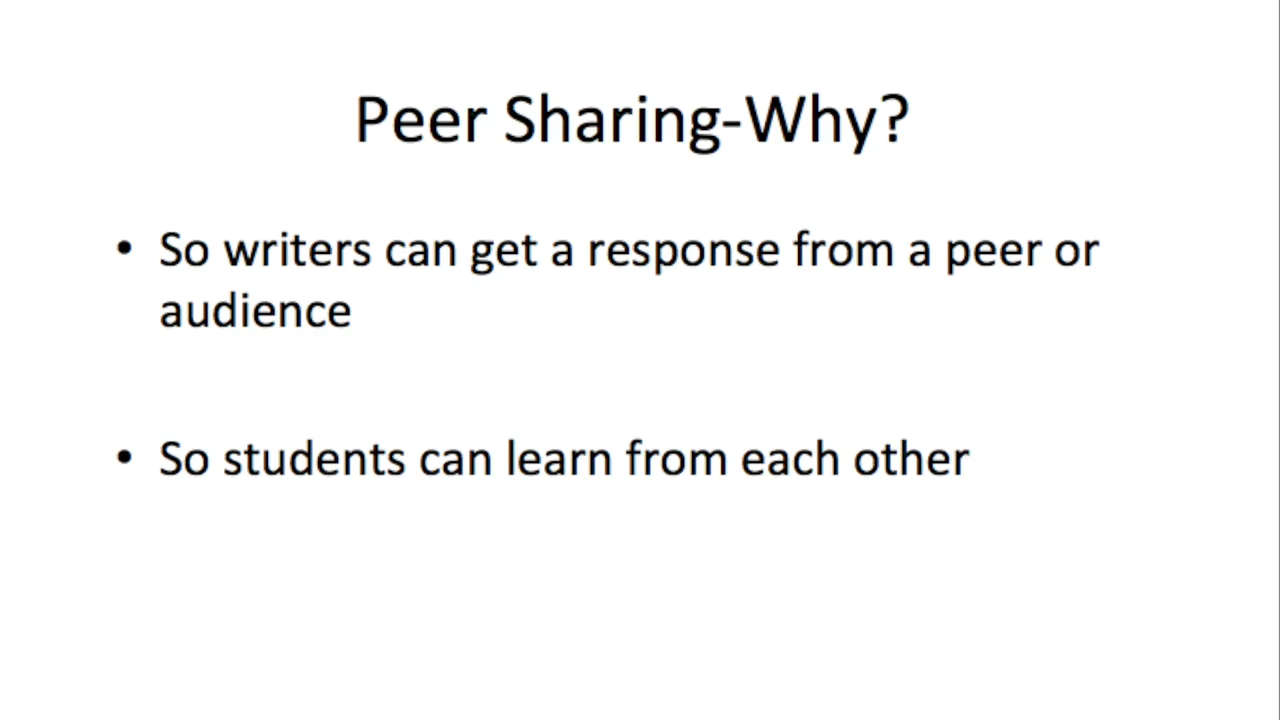 Peer Sharing-Why?
• So writers can get a response from a peer or
audience
• So students can learn from each other